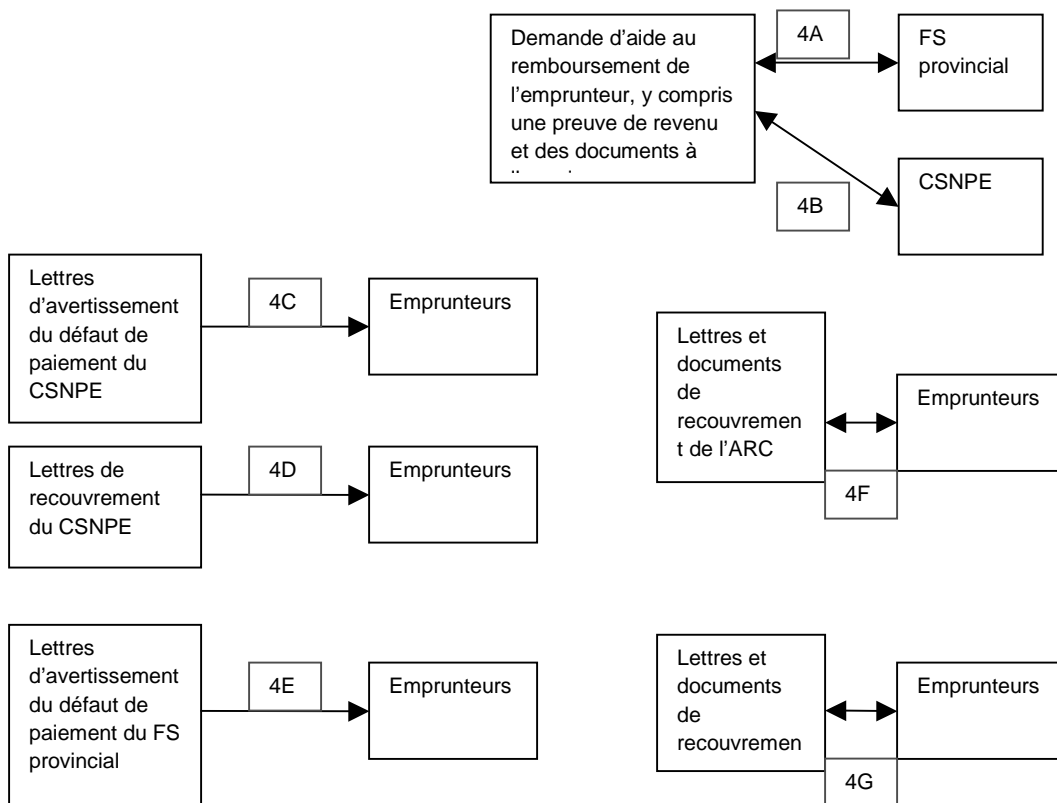 Demande d'aide au
remboursement de
l'emprunteur, y compris
une preuve de revenu
et des documents à
4A
FS
provincial
4B
CSNPE
Lettres
d'avertissement
du défaut de
paiement du
CSNPE
4C
Emprunteurs
Lettres et
documents
de
recouvremen
t de l'ARC
4F
Emprunteurs
Lettres de
recouvrement
du CSNPE
4D
Emprunteurs
Lettres
d'avertissement
du défaut de
paiement du FS
provincial
4E
Emprunteurs
Lettres et
documents
de
recouvremen
4G
Emprunteurs